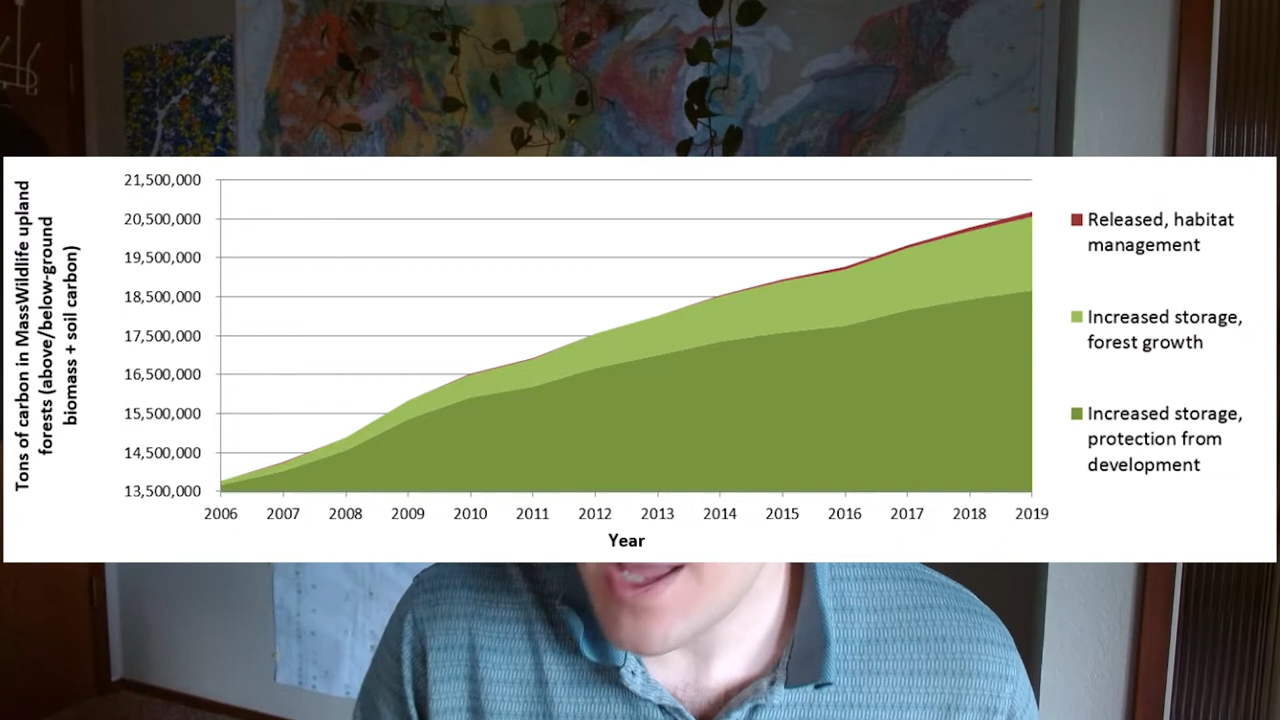 Tons of carbon in MassWildlife upland
forests (above/below-ground
biomass + soil carbon)
21,500,000
20,500,000
19,500,000
18,500,000
17,500,000
16,500,000
15,500,000
14,500,000
13,500,000
2006 2007 2008 2009 2010 2011 2012 2013 2014 2015 2016 2017 2018 2019
Year
Released, habitat
management
Increased storage,
forest growth
Increased storage,
protection from
development